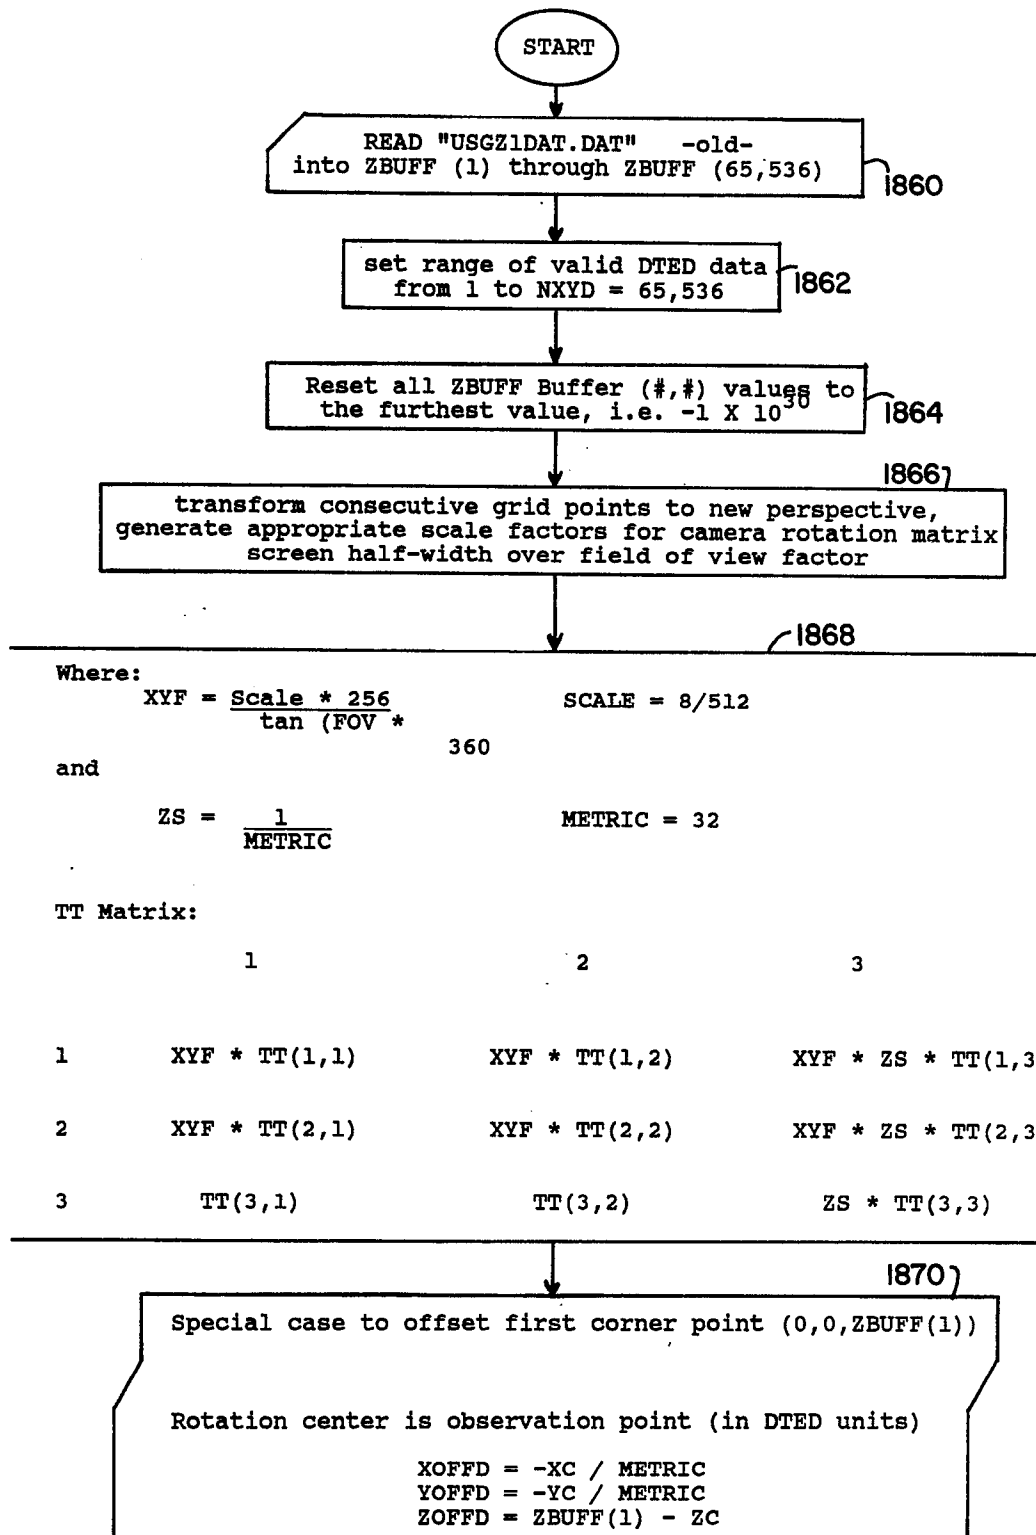 START
READ "USGZ1DAT.DAT" -old-
into ZBUFF (1) through ZBUFF (65,536)
1860
set range of valid DTED data
from 1 to NXYD = 65,536
1862
Reset all ZBUFF Buffer (#,#) values to
the furthest value, i.e. -1 X 10^30
1864
1866
transform consecutive grid points to new perspective,
generate appropriate scale factors for camera rotation matrix
screen half-width over field of view factor
1868
Where:
XYF = Scale * 256 SCALE = 8/512
tan (FOV *
360
and
ZS = 1 METRIC = 32
METRIC
TT Matrix:
1 2 3
1 XYF * TT(1,1) XYF * TT(1,2) XYF * ZS * TT(1,3
2 XYF * TT(2,1) XYF * TT(2,2) XYF * ZS * TT(2,3
3 TT(3,1) TT(3,2) ZS * TT(3,3)
1870
Special case to offset first corner point (0,0,ZBUFF(1))
Rotation center is observation point (in DTED units)
XOFFD = -XC / METRIC
YOFFD = -YC / METRIC
ZOFFD = ZBUFF(1) - ZC